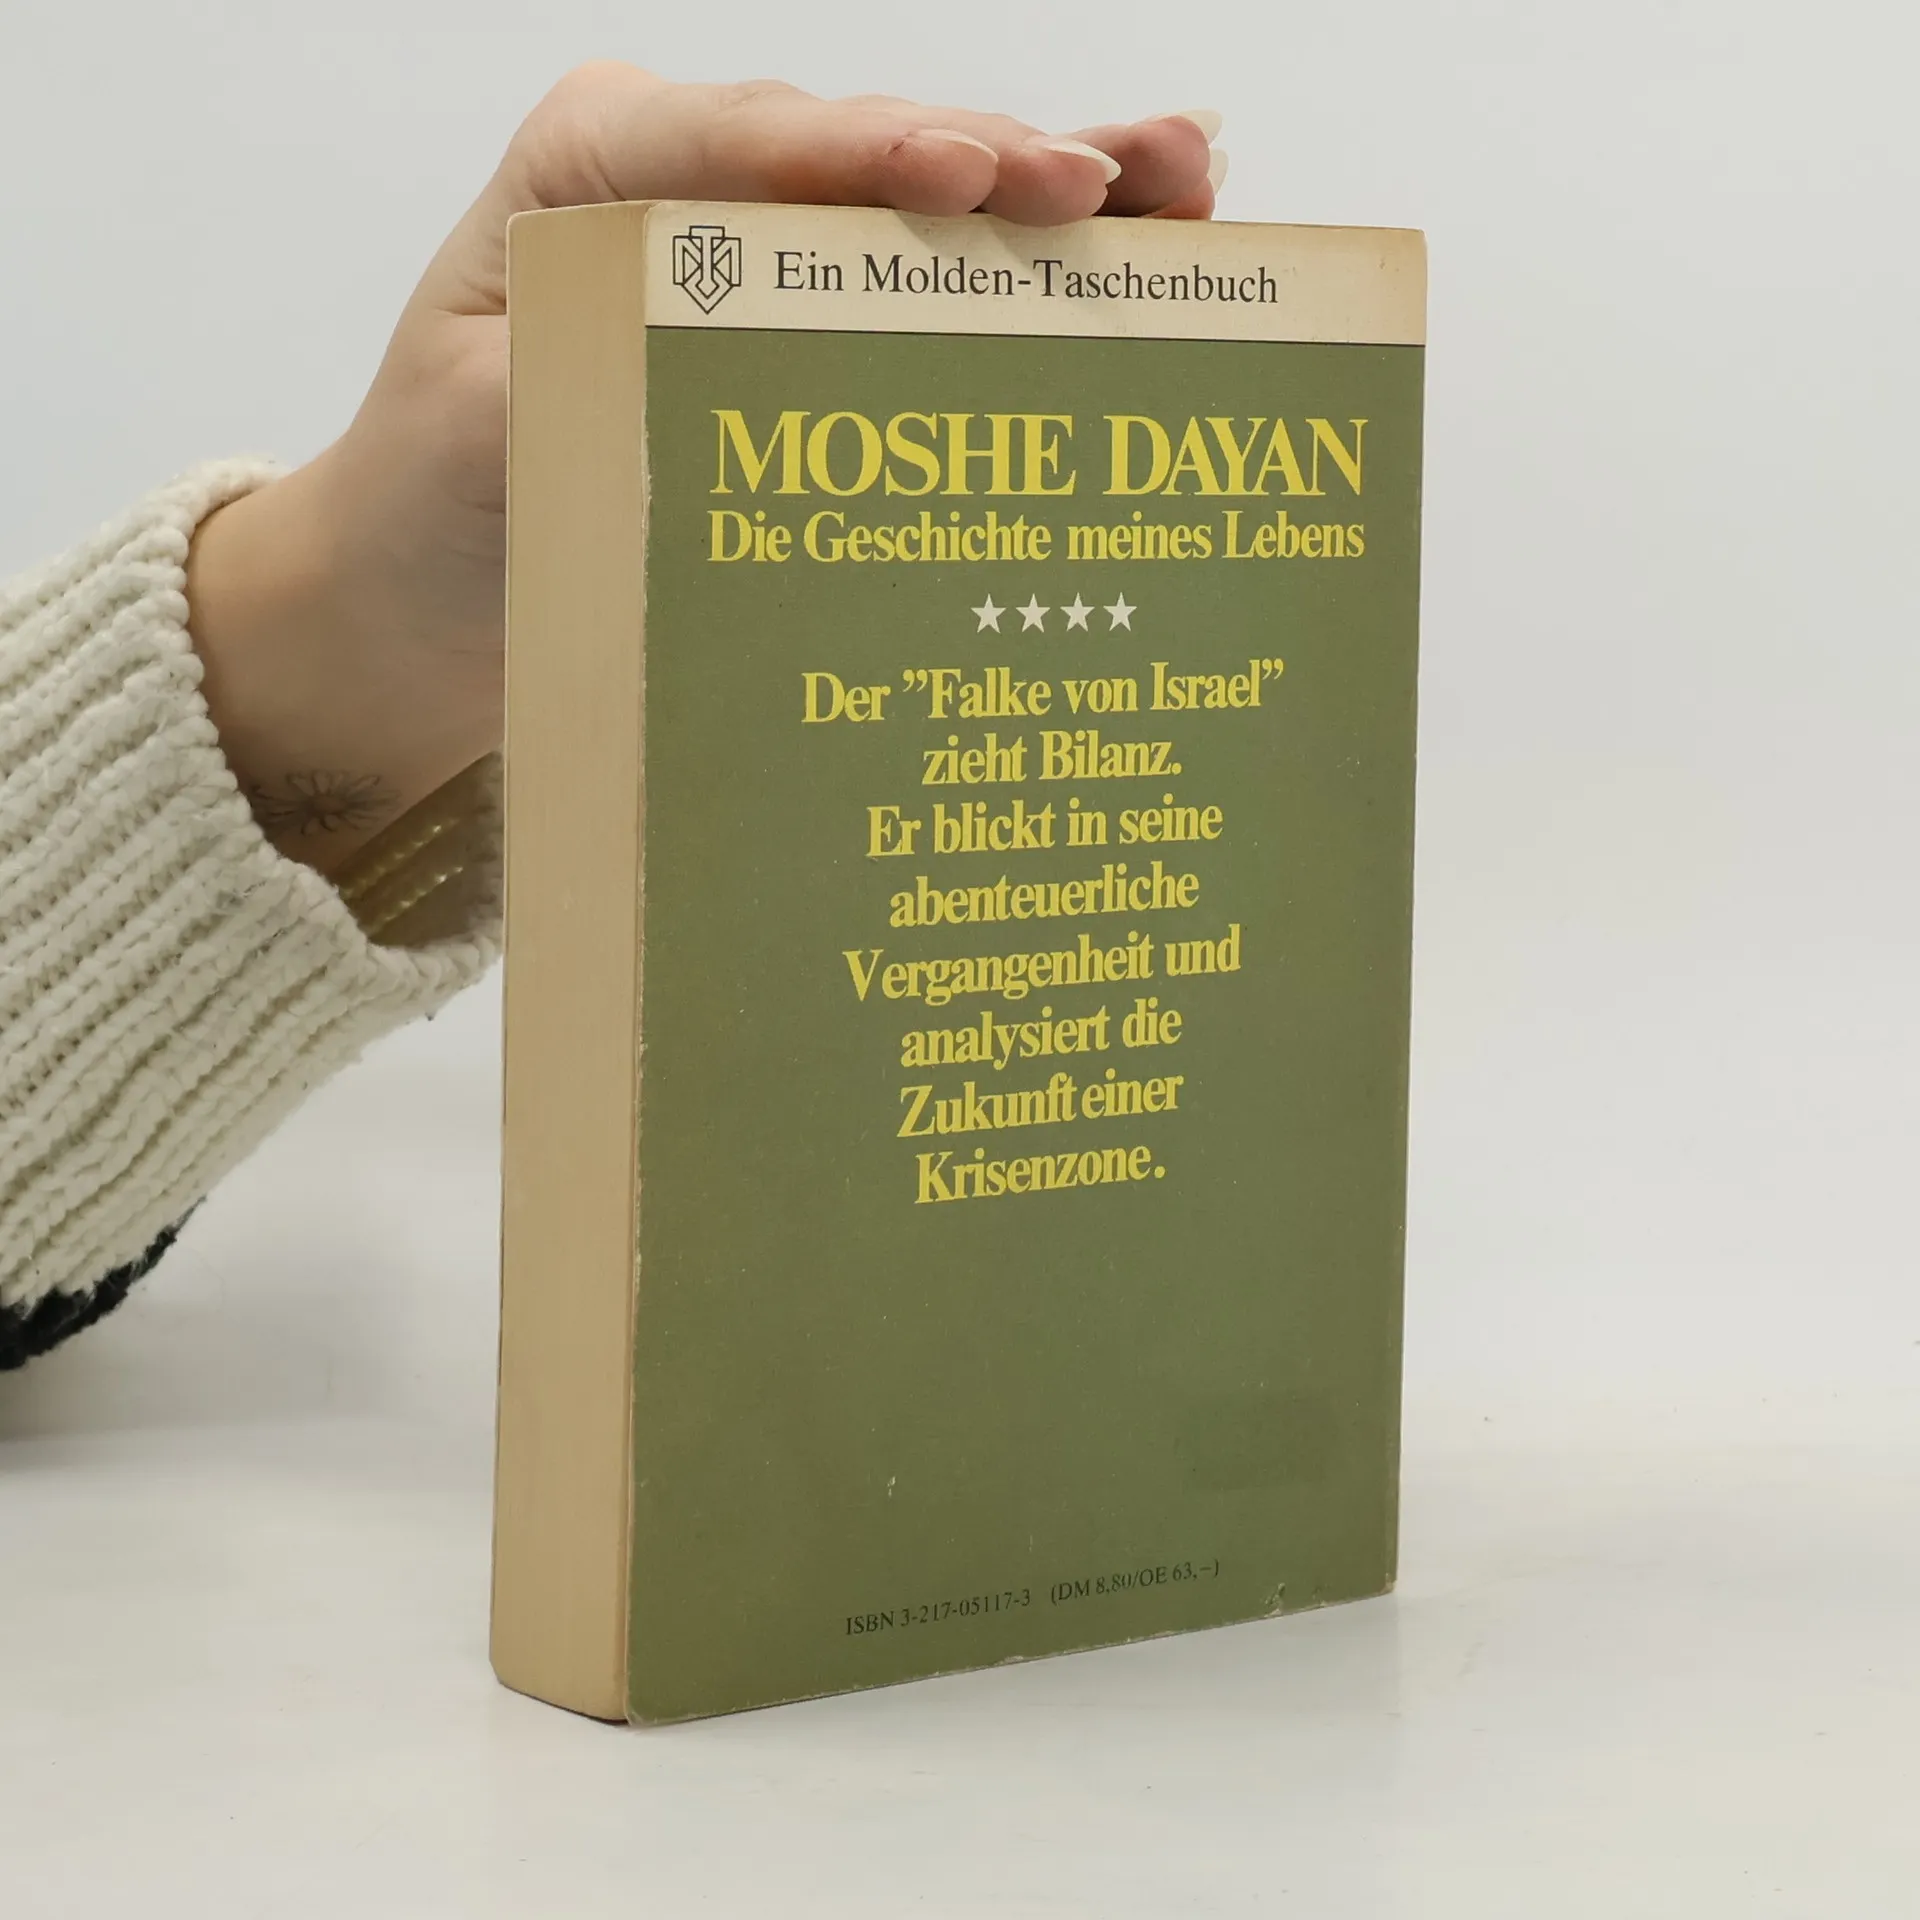 Ein Molden-Taschenbuch
MOSHE DAYAN
Die Geschichte meines Lebens
★★★★
Der ”Falke von Israel”
zieht Bilanz.
Er blickt in seine
abenteuerliche
Vergangenheit und
analysiert die
Zukunft einer
Krisenzone.
ISBN 3-217-05117-3 (DM 8,80/OE 63,–)